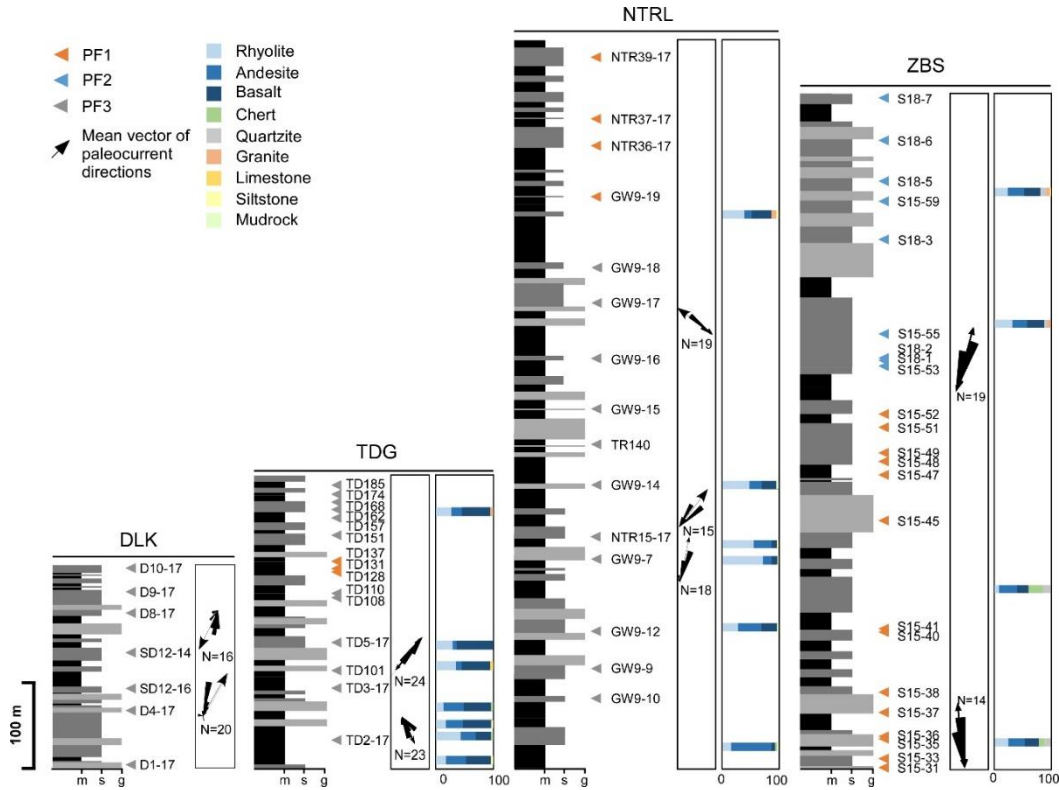 NTRL
ZBS
PF1
PF2
PF3
Mean vector of
paleocurrent
directions
Rhyolite
Andesite
Basalt
Chert
Quartzite
Granite
Limestone
Siltstone
Mudrock
DLK
D10-17
D9-17
D8-17
SD12-14
SD12-16
D4-17
D1-17
N=16
N=20
100 m
m s g
TDG
TD185
TD174
TD168
TD162
TD157
TD151
TD137
TD131
TD128
TD110
TD108
TD5-17
TD101
TD3-17
TD2-17
N=24
N=23
m s g
0 100
NTR39-17
NTR37-17
NTR36-17
GW9-19
GW9-18
GW9-17
GW9-16
GW9-15
TR140
GW9-14
NTR15-17
GW9-7
GW9-12
GW9-9
GW9-10
N=19
N=15
N=18
m s g
0 100
S18-7
S18-6
S18-5
S15-59
S18-3
S15-55
S18-2
S18-1
S15-53
S15-52
S15-51
S15-49
S15-48
S15-47
S15-45
S15-41
S15-40
S15-38
S15-37
S15-36
S15-35
S15-33
S15-31
N=19
N=14
m s g
0 100